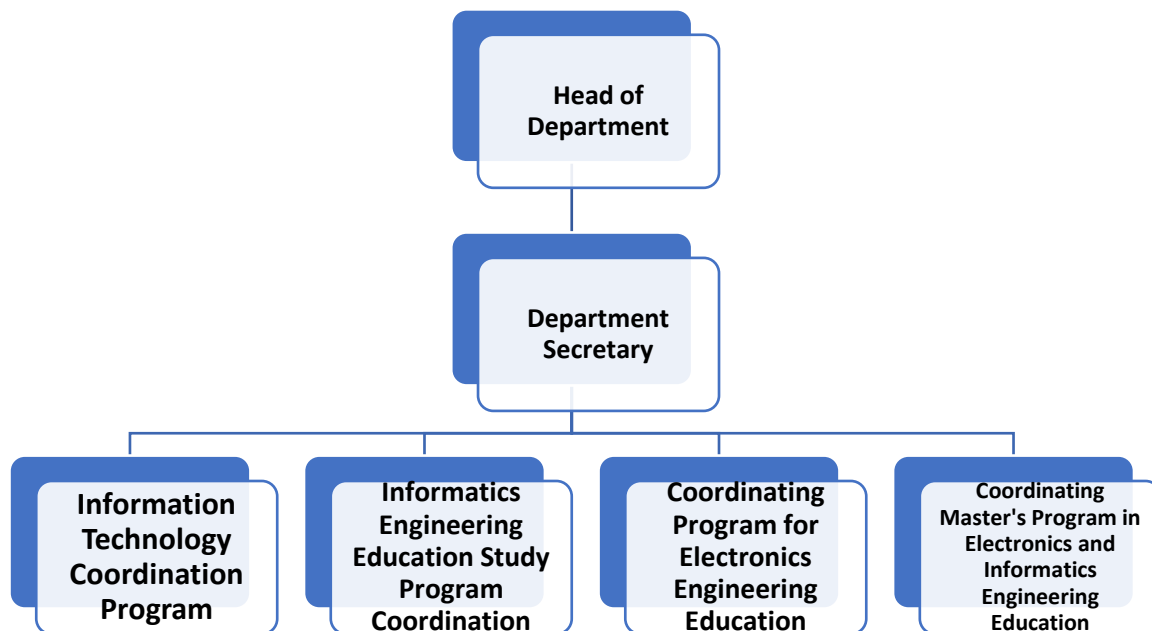 Head of
Department
Department
Secretary
Information
Technology
Coordination
Program
Informatics
Engineering
Education Study
Program
Coordination
Coordinating
Program for
Electronics
Engineering
Education
Coordinating
Master's Program in
Electronics and
Informatics
Engineering
Education